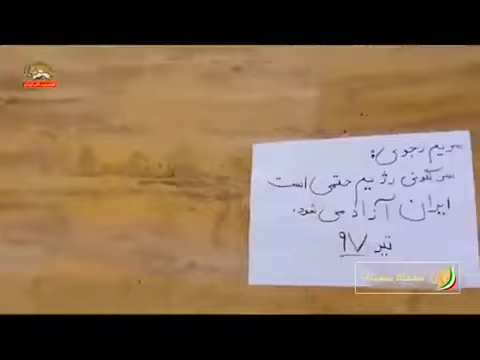 مریم رجوی:
سرنگونی رژیم حتمی است
ایران آزاد می شود.
تیر ۹۷